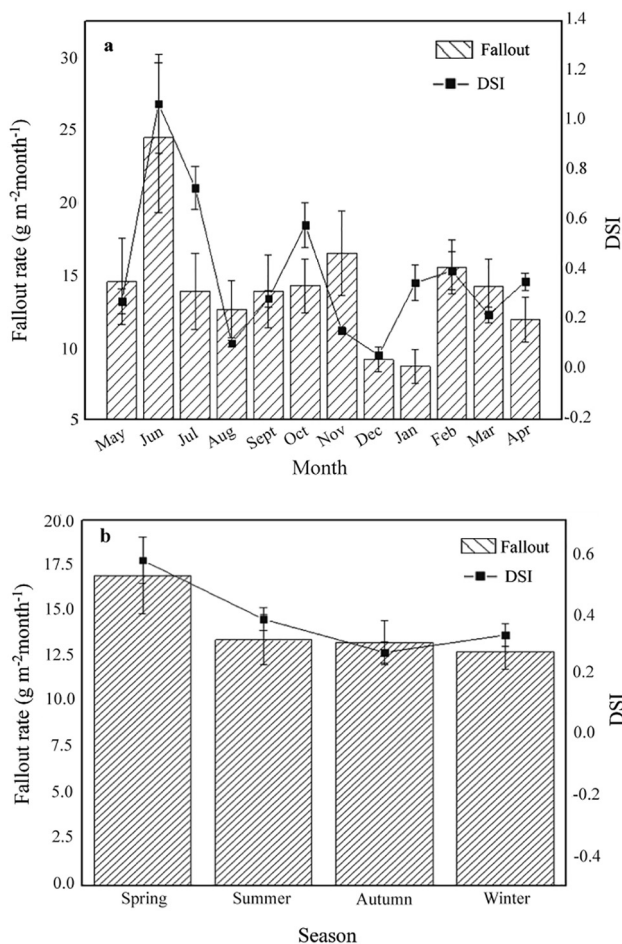 a
Fallout
DSI
30
25
20
15
10
5
Fallout rate (g m⁻²month⁻¹)
1.4
1.2
1.0
0.8
0.6
0.4
0.2
0.0
-0.2
DSI
May Jun Jul Aug Sept Oct Nov Dec Jan Feb Mar Apr
Month
b
Fallout
DSI
20.0
17.5
15.0
12.5
10.0
7.5
5.0
2.5
0.0
Fallout rate (g m⁻²month⁻¹)
0.6
0.4
0.2
0.0
-0.2
-0.4
DSI
Spring Summer Autumn Winter
Season